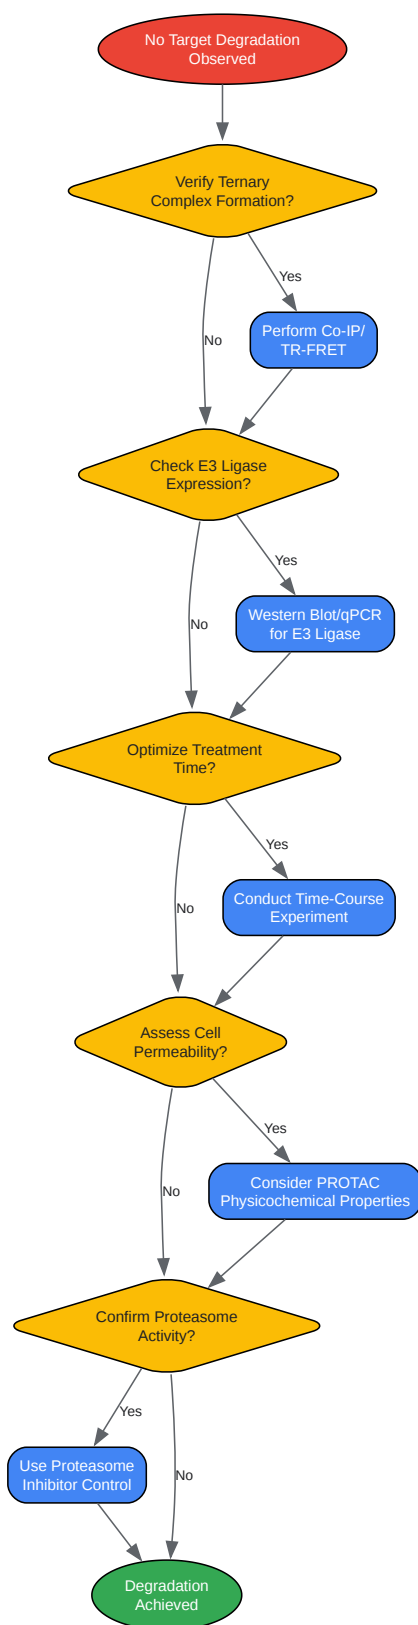 No Target Degradation
Observed
Verify Ternary
Complex Formation?
Yes
Perform Co-IP/
TR-FRET
No
Check E3 Ligase
Expression?
Yes
Western Blot/qPCR
for E3 Ligase
No
Optimize Treatment
Time?
Yes
Conduct Time-Course
Experiment
No
Assess Cell
Permeability?
Yes
Consider PROTAC
Physicochemical Properties
No
Confirm Proteasome
Activity?
Yes
Use Proteasome
Inhibitor Control
No
Degradation
Achieved